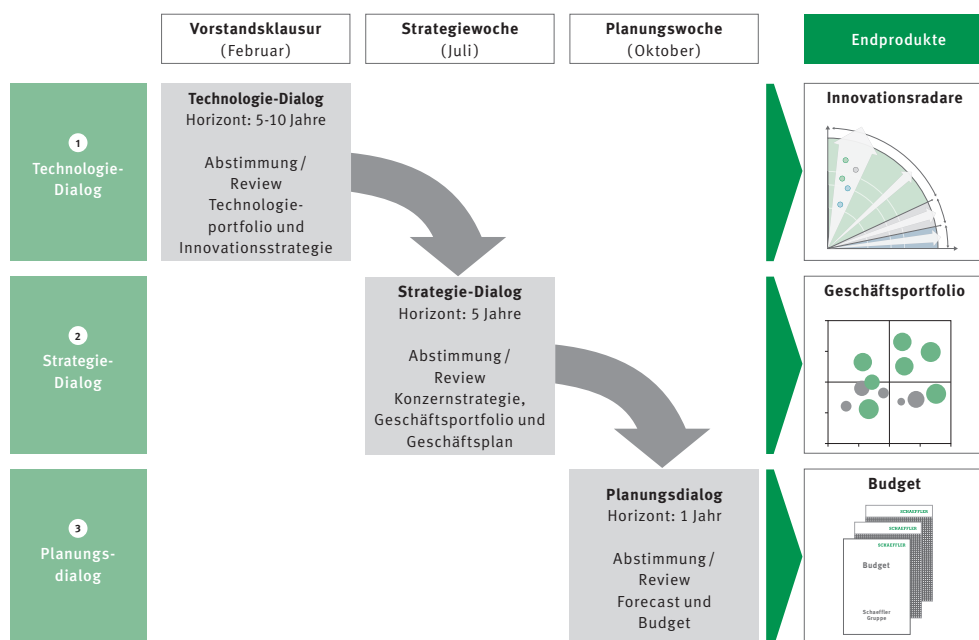 Vorstandsklausur
(Februar)
Strategiewoche
(Juli)
Planungswoche
(Oktober)
Endprodukte
1
Technologie-
Dialog
Technologie-Dialog
Horizont: 5-10 Jahre
Abstimmung /
Review
Technologie-
portfolio und
Innovationsstrategie
Innovationsradare
2
Strategie-
Dialog
Strategie-Dialog
Horizont: 5 Jahre
Abstimmung /
Review
Konzernstrategie,
Geschäftsportfolio und
Geschäftsplan
Geschäftsportfolio
3
Planungs-
dialog
Planungsdialog
Horizont: 1 Jahr
Abstimmung /
Review
Forecast und
Budget
Budget
SCHAEFFLER
SCHAEFFLER
SCHAEFFLER
Budget
Schaeffler
Gruppe